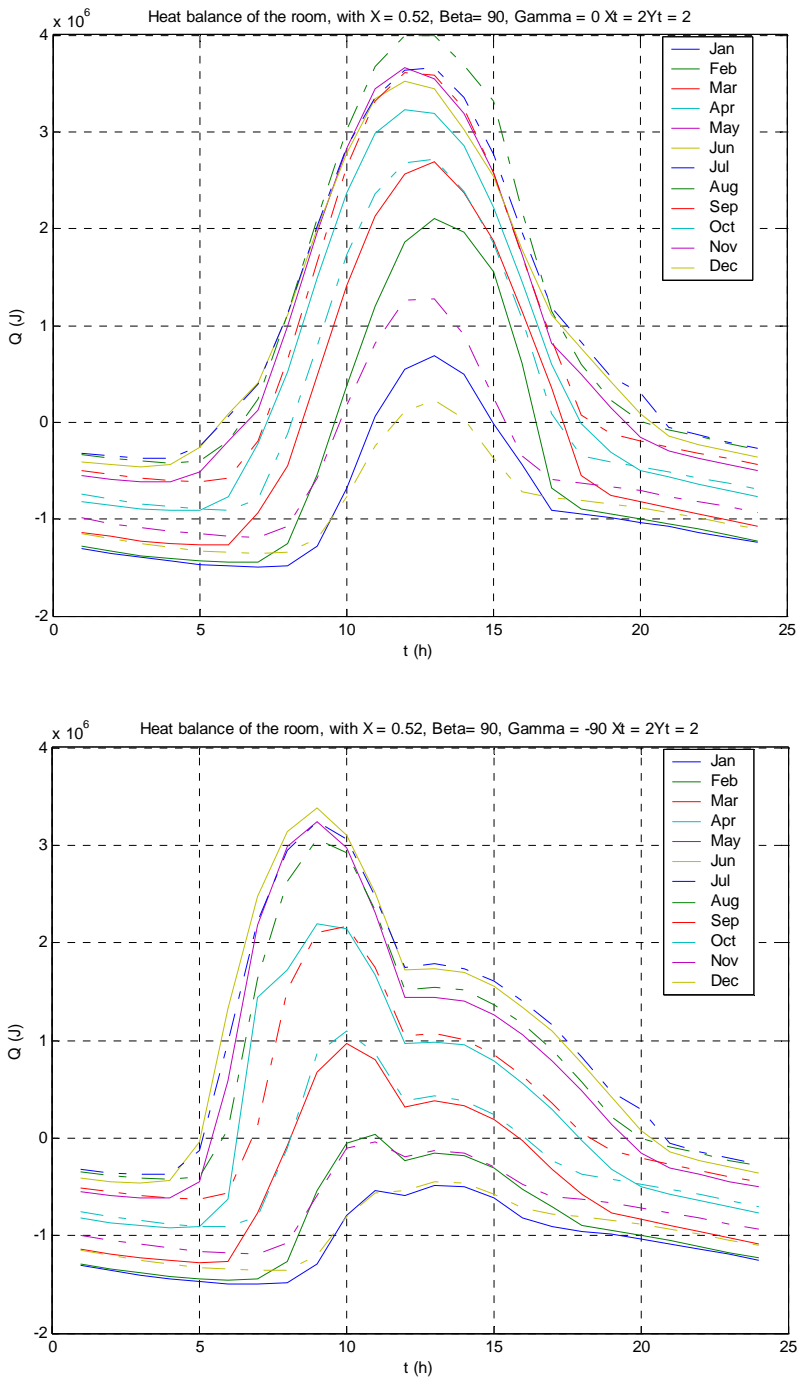 Heat balance of the room, with X = 0.52, Beta= 90, Gamma = 0 Xt = 2Yt = 2
x 10^6
4
3
2
1
0
-1
-2
Q (J)
0 5 10 15 20 25
t (h)
Jan
Feb
Mar
Apr
May
Jun
Jul
Aug
Sep
Oct
Nov
Dec
Heat balance of the room, with X = 0.52, Beta= 90, Gamma = -90 Xt = 2Yt = 2
x 10^6
4
3
2
1
0
-1
-2
Q (J)
0 5 10 15 20 25
t (h)
Jan
Feb
Mar
Apr
May
Jun
Jul
Aug
Sep
Oct
Nov
Dec